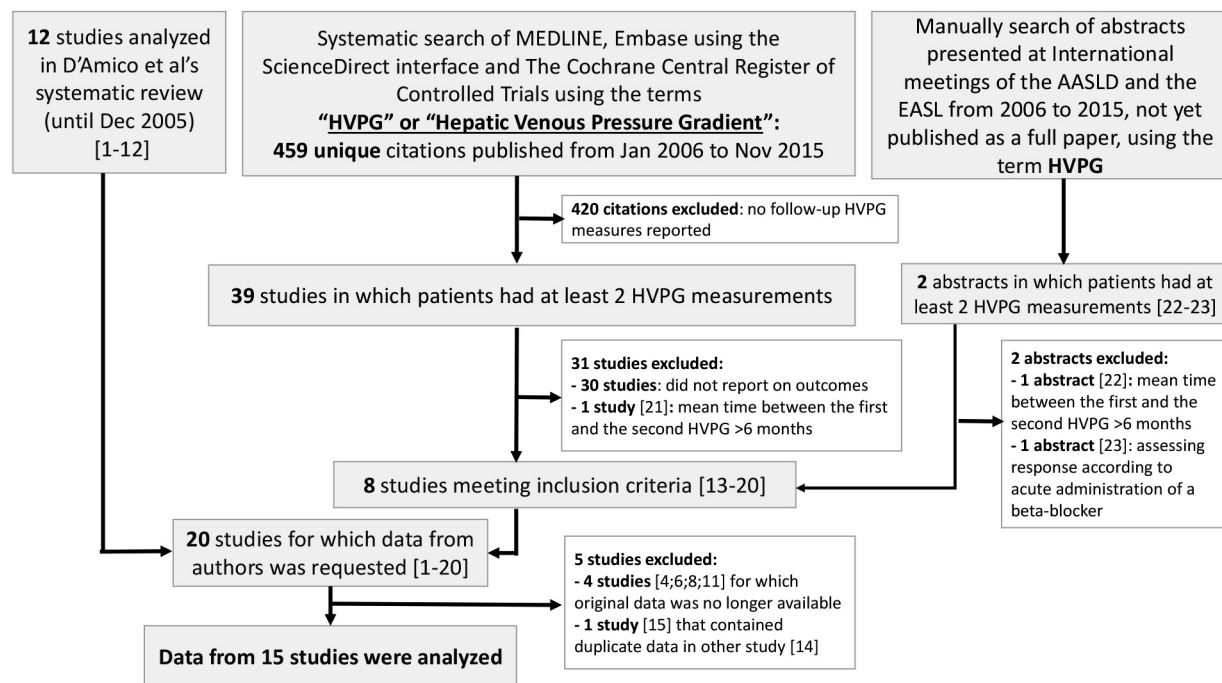 12 studies analyzed
in D’Amico et al’s
systematic review
(until Dec 2005)
[1-12]
Systematic search of MEDLINE, Embase using the
ScienceDirect interface and The Cochrane Central Register of
Controlled Trials using the terms
“HVPG” or “Hepatic Venous Pressure Gradient”:
459 unique citations published from Jan 2006 to Nov 2015
Manually search of abstracts
presented at International
meetings of the AASLD and the
EASL from 2006 to 2015, not yet
published as a full paper, using the
term HVPG
420 citations excluded: no follow-up HVPG
measures reported
39 studies in which patients had at least 2 HVPG measurements
2 abstracts in which patients had at
least 2 HVPG measurements [22-23]
31 studies excluded:
- 30 studies: did not report on outcomes
- 1 study [21]: mean time between the first
and the second HVPG >6 months
2 abstracts excluded:
- 1 abstract [22]: mean time
between the first and the
second HVPG >6 months
- 1 abstract [23]: assessing
response according to
acute administration of a
beta-blocker
8 studies meeting inclusion criteria [13-20]
20 studies for which data from
authors was requested [1-20]
5 studies excluded:
- 4 studies [4;6;8;11] for which
original data was no longer available
- 1 study [15] that contained
duplicate data in other study [14]
Data from 15 studies were analyzed